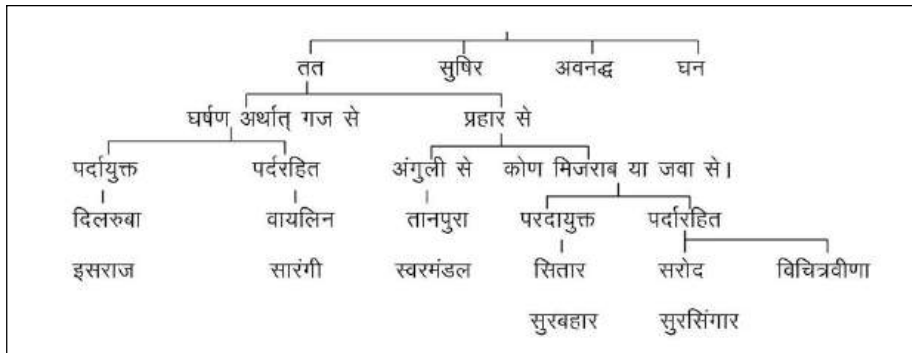 तत सुषिर अवनद्ध घन
घर्षण अर्थात् गज से प्रहार से
पर्दायुक्त पर्दरहित अंगुली से कोण मिजराब या जवा से।
दिलरुबा वायलिन तानपुरा परदायुक्त पर्दारहित
इसराज सारंगी स्वरमंडल सितार सरोद विचित्रवीणा
सुरबहार सुरसिंगार